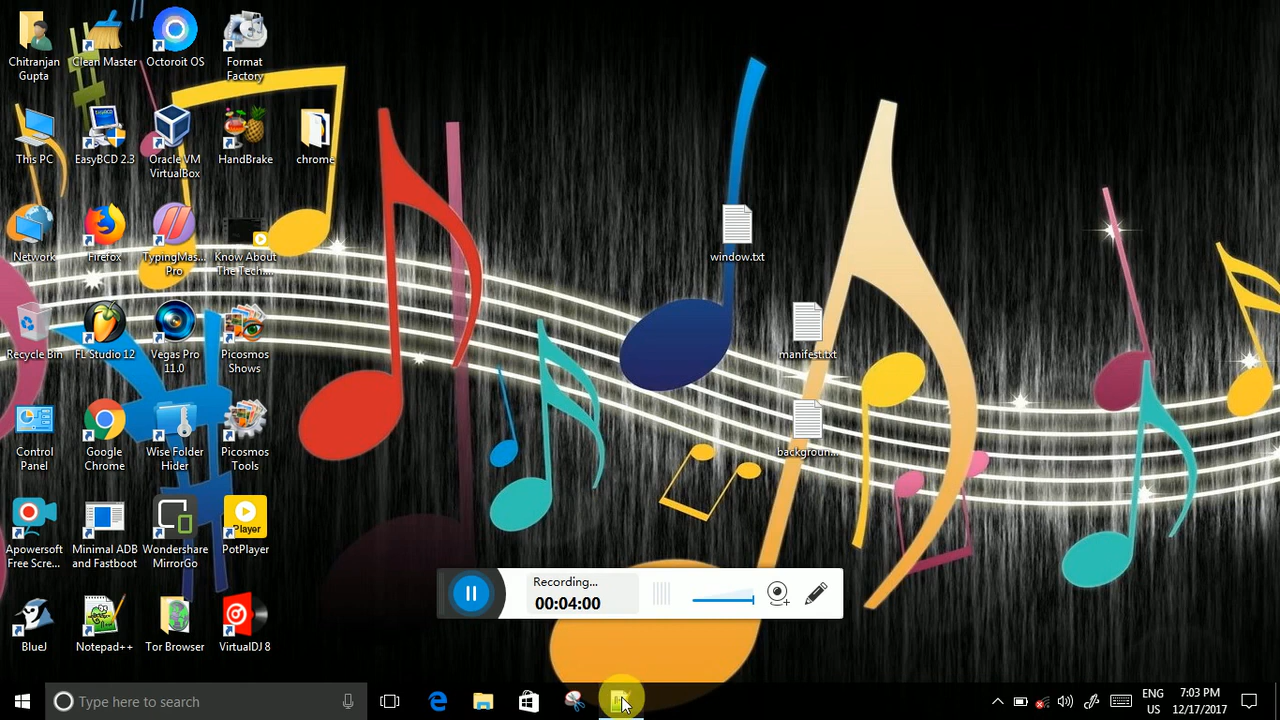 Chitranjan
Gupta
Clean Master
Octoroit OS
Format
Factory
This PC
EasyBCD 2.3
Oracle VM
VirtualBox
HandBrake
chrome
Network
Firefox
TypingMas...
Pro
Know About
The Tech....
window.txt
Recycle Bin
FL Studio 12
Vegas Pro
11.0
Picosmos
Shows
manifest.txt
Control
Panel
Google
Chrome
Wise Folder
Hider
Picosmos
Tools
backgroun...
Apowersoft
Free Scre...
Minimal ADB
and Fastboot
Wondershare
MirrorGo
Player
PotPlayer
Recording...
00:04:00
BlueJ
Notepad++
Tor Browser
VirtualDJ 8
Type here to search
ENG
US
7:03 PM
12/17/2017